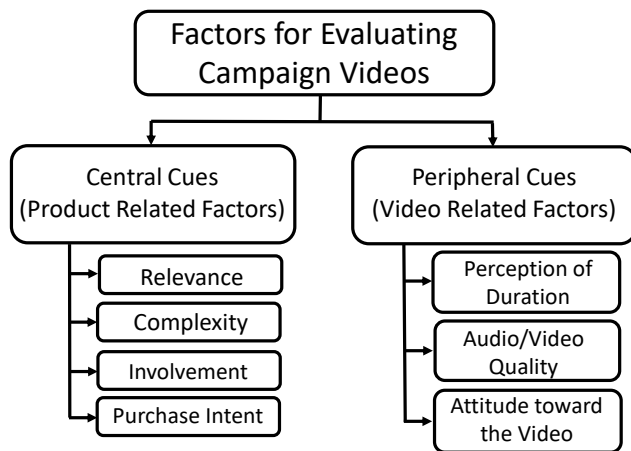 Factors for Evaluating
Campaign Videos
Central Cues
(Product Related Factors)
Relevance
Complexity
Involvement
Purchase Intent
Peripheral Cues
(Video Related Factors)
Perception of
Duration
Audio/Video
Quality
Attitude toward
the Video